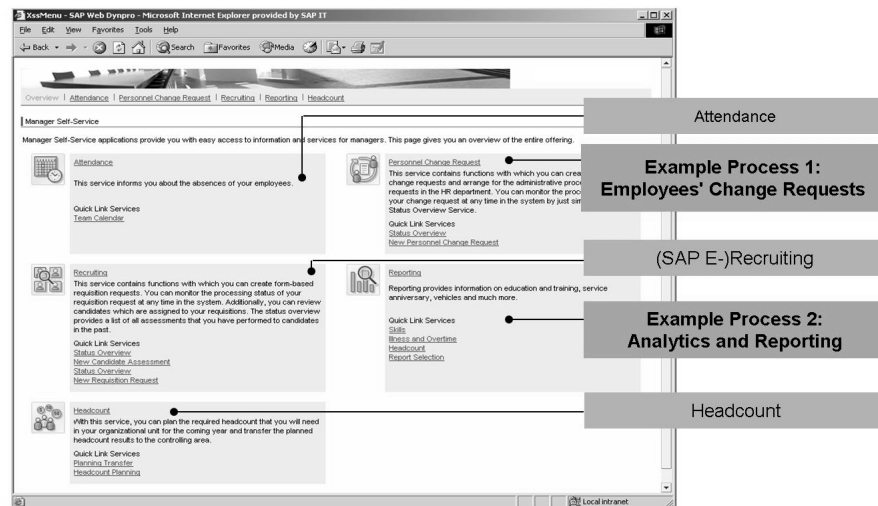 XssMenu - SAP Web Dynpro - Microsoft Internet Explorer provided by SAP IT
File Edit View Favorites Tools Help
Back Search Favorites Media
Overview | Attendance | Personnel Change Request | Recruiting | Reporting | Headcount
Manager Self-Service
Manager Self-Service applications provide you with easy access to information and services for managers. This page gives you an overview of the entire offering.
Attendance
This service informs you about the absences of your employees.
Quick Link Services
Team Calendar
Personnel Change Request
This service contains functions with which you can
change requests and arrange for the administrative
requests in the HR department. You can monitor the
your change request at any time in the system by just
Status Overview Service.
Quick Link Services
Status Overview
New Personnel Change Request
Recruiting
This service contains functions with which you can create form-based
requisition requests. You can monitor the processing status of your
requisition request at any time in the system. Additionally, you can review
candidates which are assigned to your requisitions. The status overview
provides a list of all assessments that you have performed to candidates
in the past.
Quick Link Services
Status Overview
New Candidate Assessment
Status Overview
New Requisition Request
Reporting
Reporting provides information on education and training, service
anniversary, vehicles and much more.
Quick Link Services
Skills
Illness and Overtime
Headcount
Report Selection
Headcount
With this service, you can plan the required headcount that you will need
in your organizational unit for the coming year and transfer the planned
headcount results to the controlling area.
Quick Link Services
Planning Transfer
Headcount Planning
Local intranet
Attendance
Example Process 1:
Employees' Change Requests
(SAP E-)Recruiting
Example Process 2:
Analytics and Reporting
Headcount